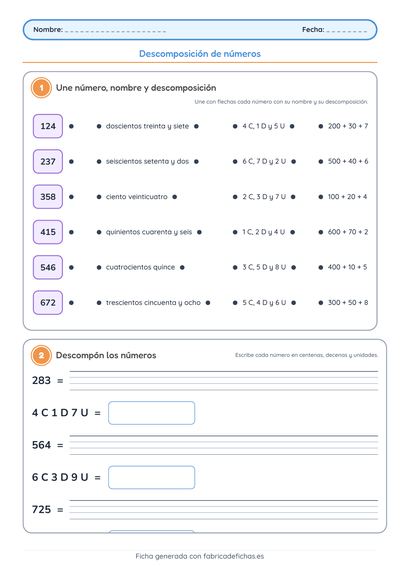 Nombre:
Fecha:
Descomposición de números
1 Une número, nombre y descomposición
Une con flechas cada número con su nombre y su descomposición.
124 doscientos treinta y siete 4 C, 1 D y 5 U 200 + 30 + 7
237 seiscientos setenta y dos 6 C, 7 D y 2 U 500 + 40 + 6
358 ciento veinticuatro 2 C, 3 D y 7 U 100 + 20 + 4
415 quinientos cuarenta y seis 1 C, 2 D y 4 U 600 + 70 + 2
546 cuatrocientos quince 3 C, 5 D y 8 U 400 + 10 + 5
672 trescientos cincuenta y ocho 5 C, 4 D y 6 U 300 + 50 + 8
2 Descompón los números
Escribe cada número en centenas, decenas y unidades.
283 =
4 C 1 D 7 U =
564 =
6 C 3 D 9 U =
725 =
Ficha generada con fabricadefichas.es